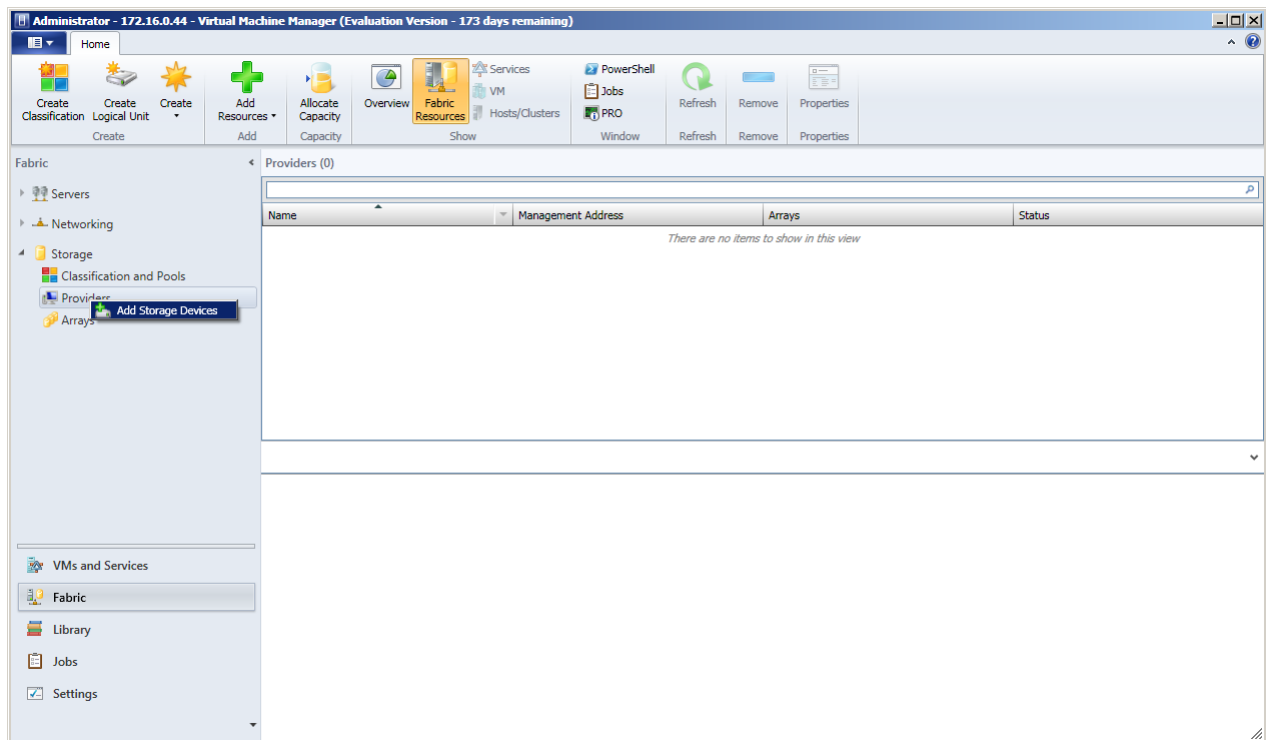 Administrator - 172.16.0.44 - Virtual Machine Manager (Evaluation Version - 173 days remaining)
Home
Create Classification
Create Logical Unit
Create
Create
Add Resources
Add
Allocate Capacity
Capacity
Overview
Fabric Resources
Services
VM
Hosts/Clusters
Show
PowerShell
Jobs
PRO
Window
Refresh
Refresh
Remove
Remove
Properties
Properties
Fabric
Servers
Networking
Storage
Classification and Pools
Providers
Add Storage Devices
Arrays
Providers (0)
Name
Management Address
Arrays
Status
There are no items to show in this view
VMs and Services
Fabric
Library
Jobs
Settings